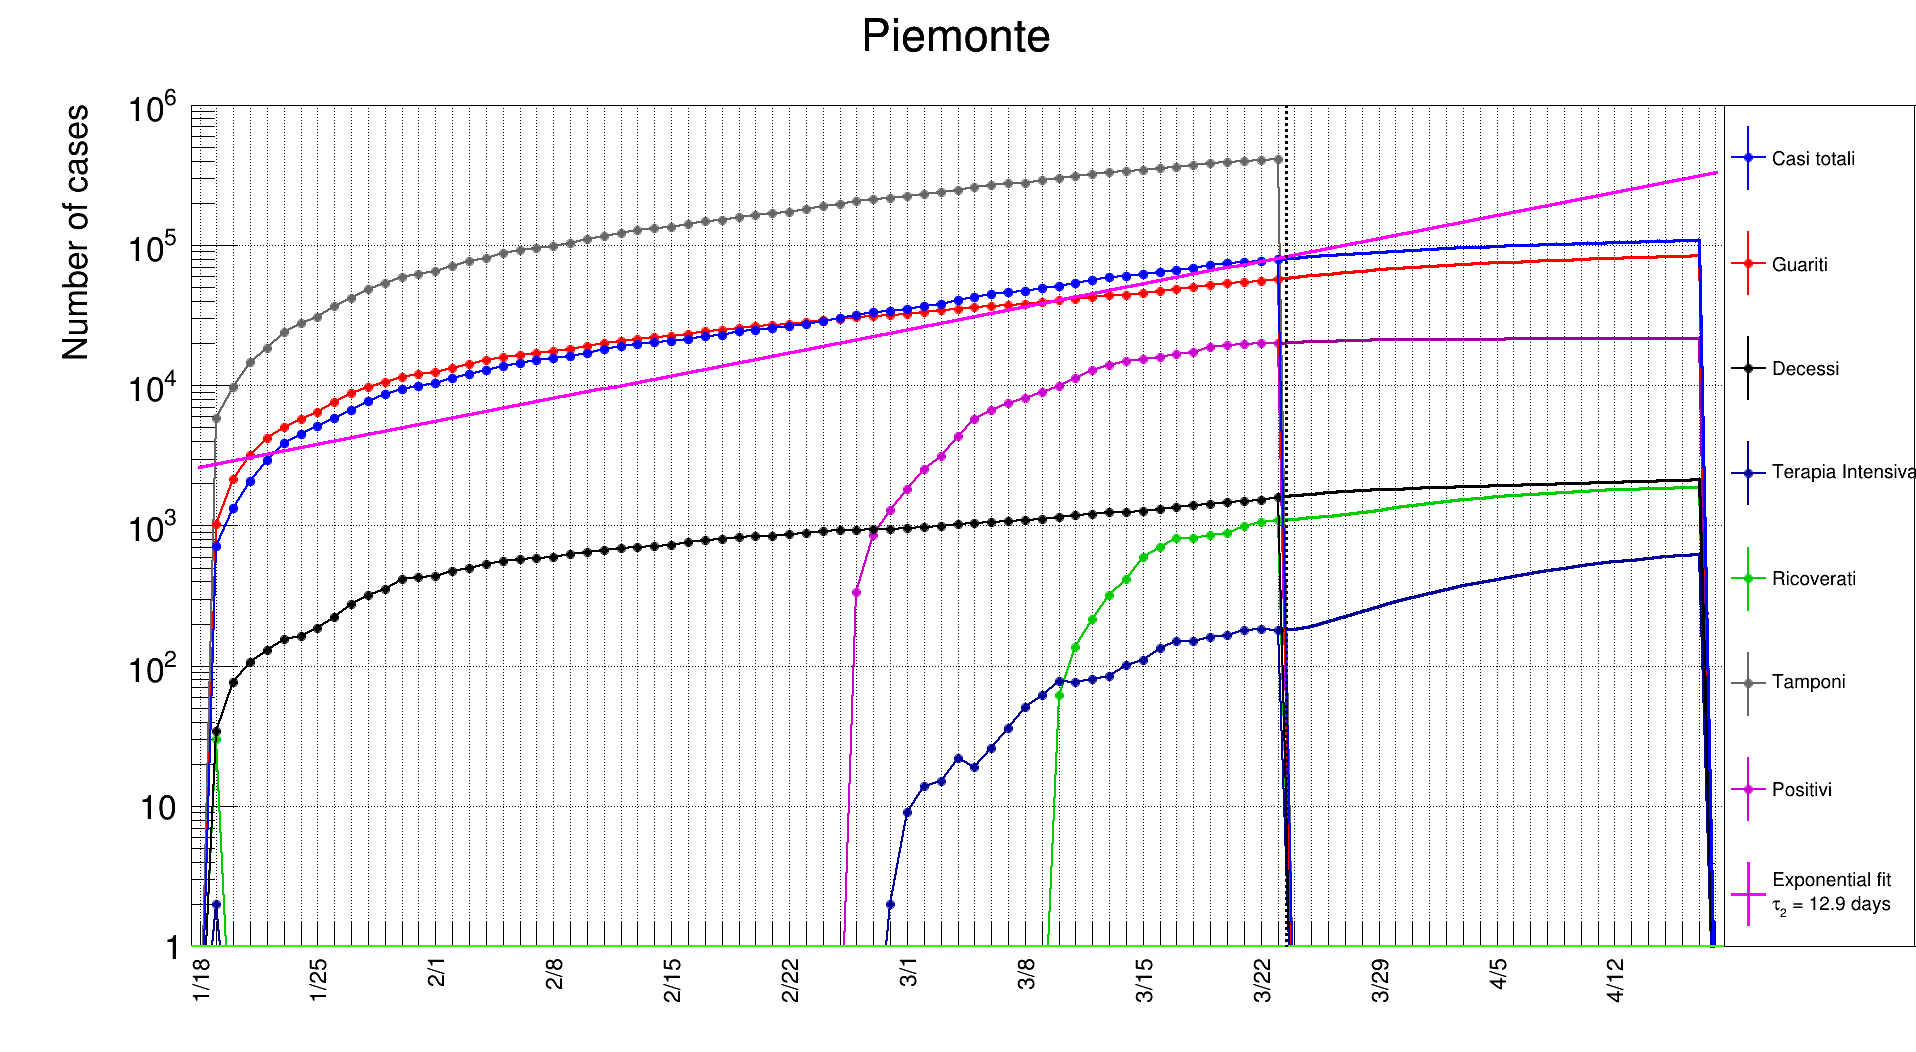 Piemonte
Number of cases
10^6
10^5
10^4
10^3
10^2
10
1
1/18
1/25
2/1
2/8
2/15
2/22
3/1
3/8
3/15
3/22
3/29
4/5
4/12
Casi totali
Guariti
Decessi
Terapia Intensiva
Ricoverati
Tamponi
Positivi
Exponential fit
τ₂ = 12.9 days